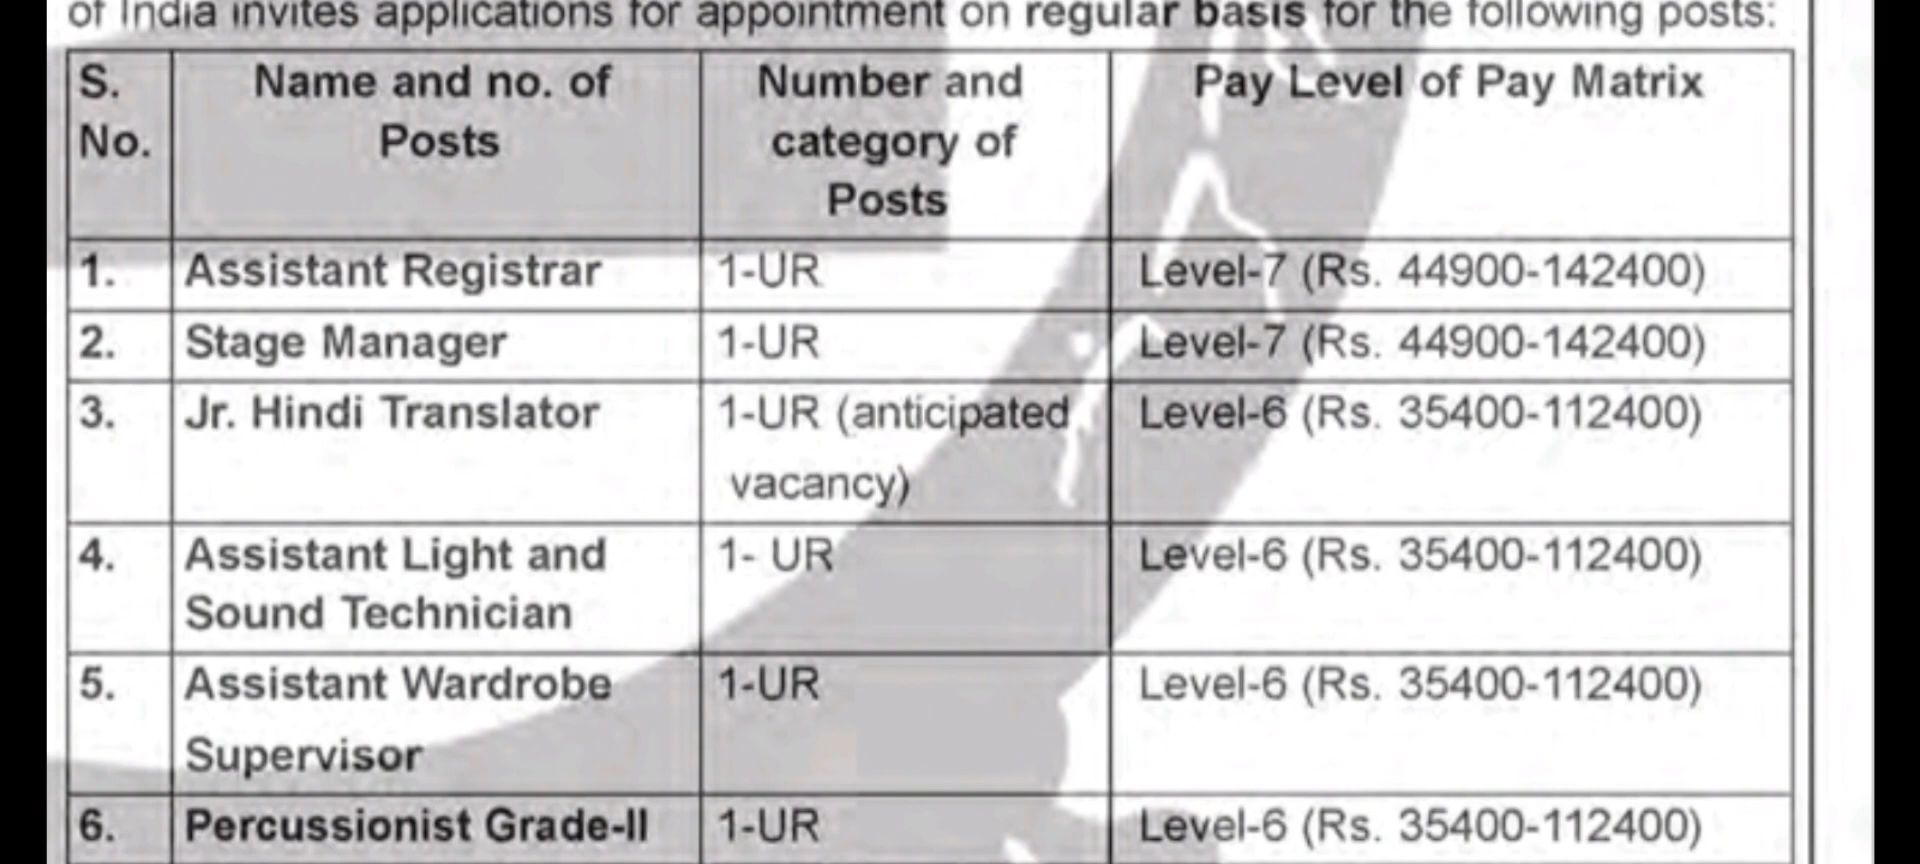 of India invites applications for appointment on regular basis for the following posts:
S. No. Name and no. of Posts Number and category of Posts Pay Level of Pay Matrix
1. Assistant Registrar 1-UR Level-7 (Rs. 44900-142400)
2. Stage Manager 1-UR Level-7 (Rs. 44900-142400)
3. Jr. Hindi Translator 1-UR (anticipated vacancy) Level-6 (Rs. 35400-112400)
4. Assistant Light and Sound Technician 1- UR Level-6 (Rs. 35400-112400)
5. Assistant Wardrobe Supervisor 1-UR Level-6 (Rs. 35400-112400)
6. Percussionist Grade-II 1-UR Level-6 (Rs. 35400-112400)